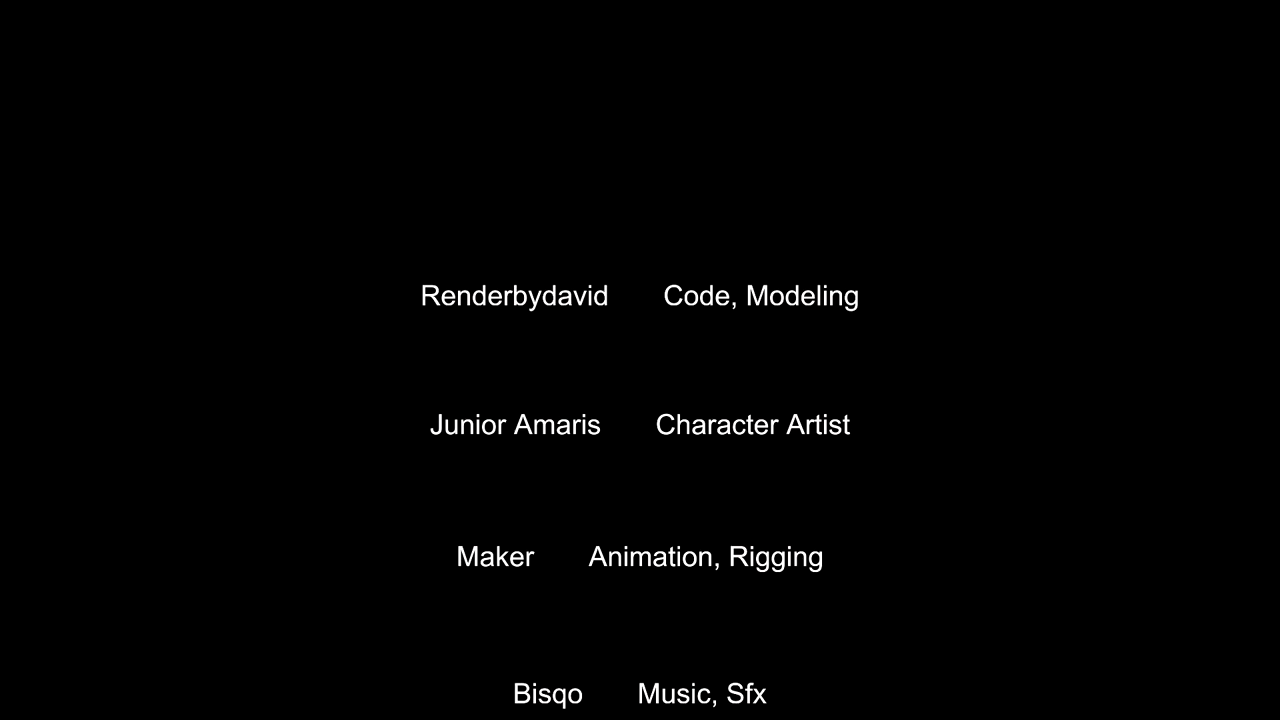 Renderbydavid Code, Modeling
Junior Amaris Character Artist
Maker Animation, Rigging
Bisqo Music, Sfx